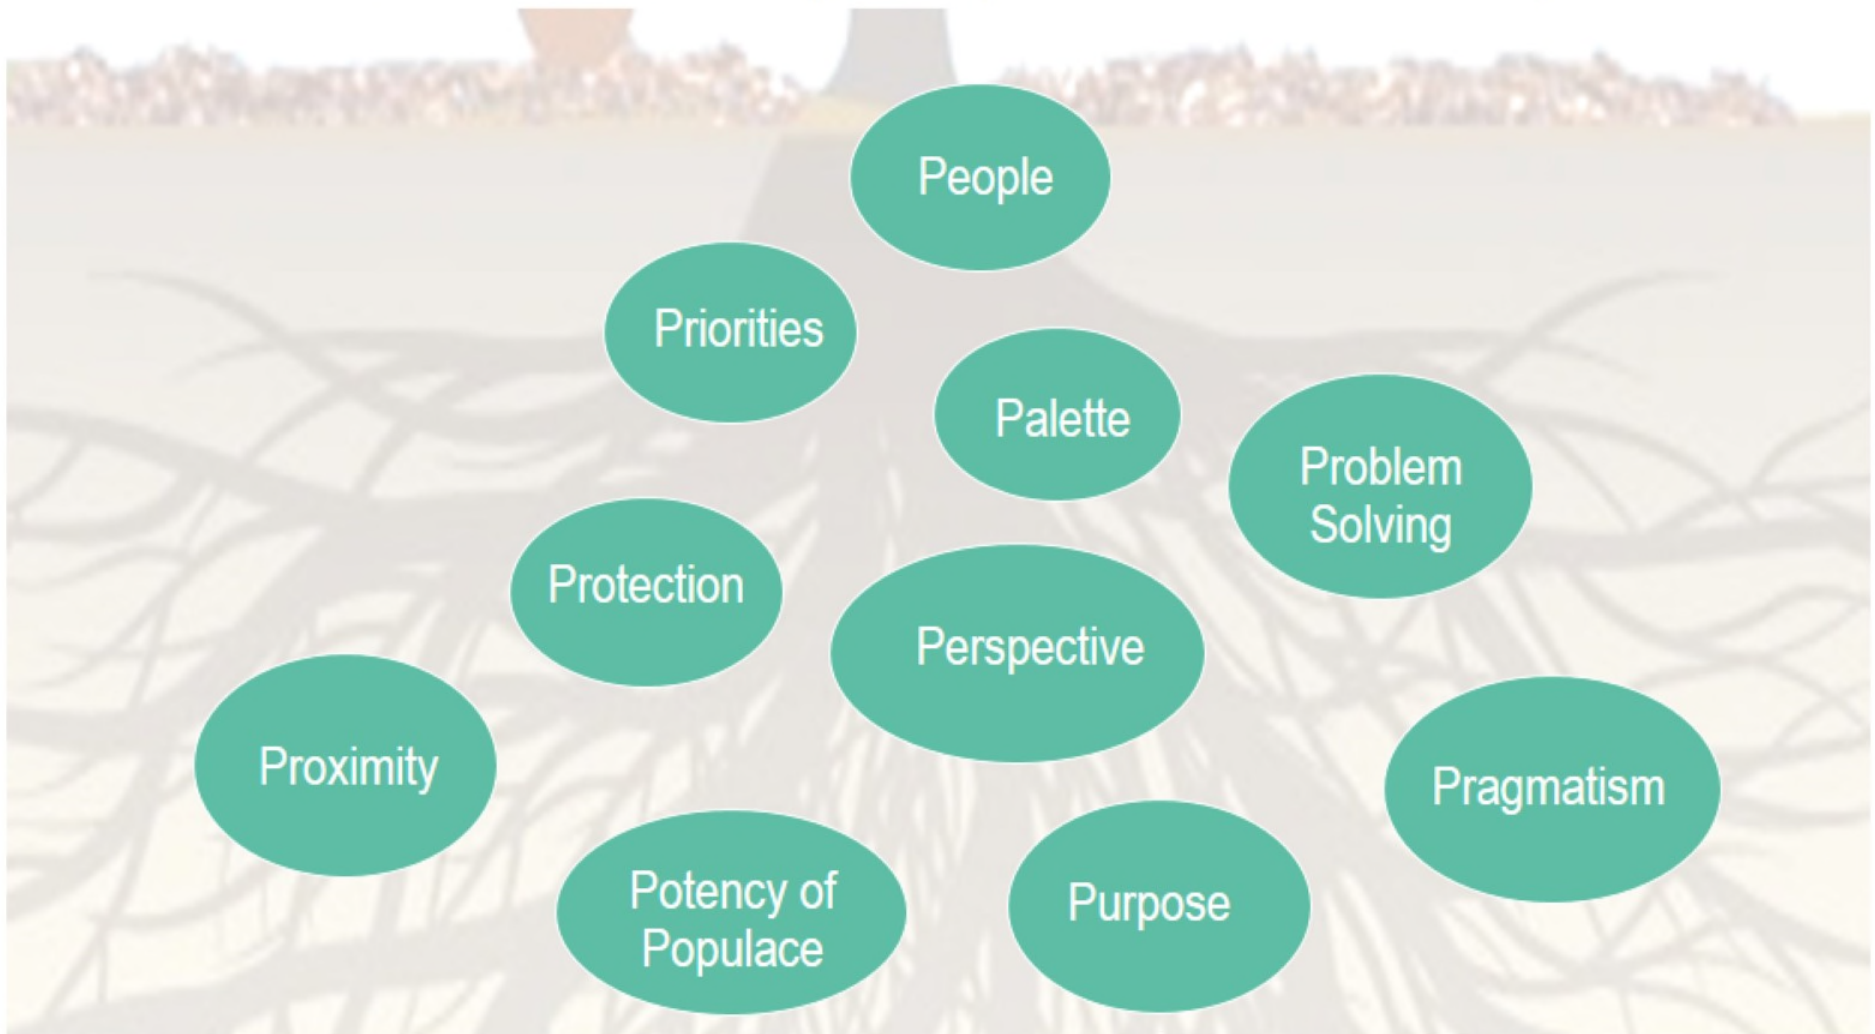 People
Priorities
Palette
Problem
Solving
Protection
Perspective
Proximity
Pragmatism
Potency of
Populace
Purpose